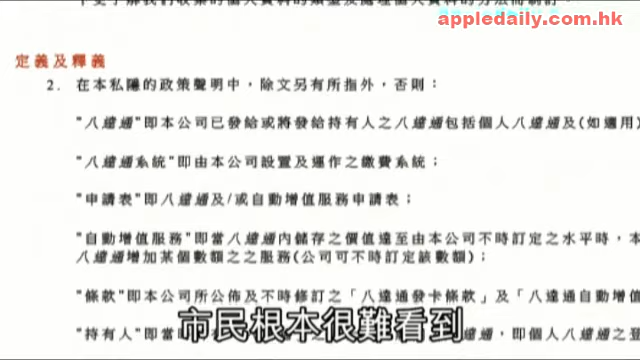 appledaily.com.hk
定義及釋義
2. 在本私隱的政策聲明中，除文另有所指外，否則：
"八達通"即本公司已發給或將發給持有人之八達通包括個人八達通及(如適用)
"八達通系統"即由本公司設置及運作之繳費系統；
"申請表"即八達通及/或自動增值服務申請表；
"自動增值服務"即當八達通內儲存之價值達至由本公司不時訂定之水平時，本
八達通增加某個數額之之服務(公司可不時訂定該數額)；
"條款"即本公司所公佈及不時修訂之「八達通發卡條款」及「八達通自動增值
"持有人"即當時
，即個人八達通之登
市民根本很難看到